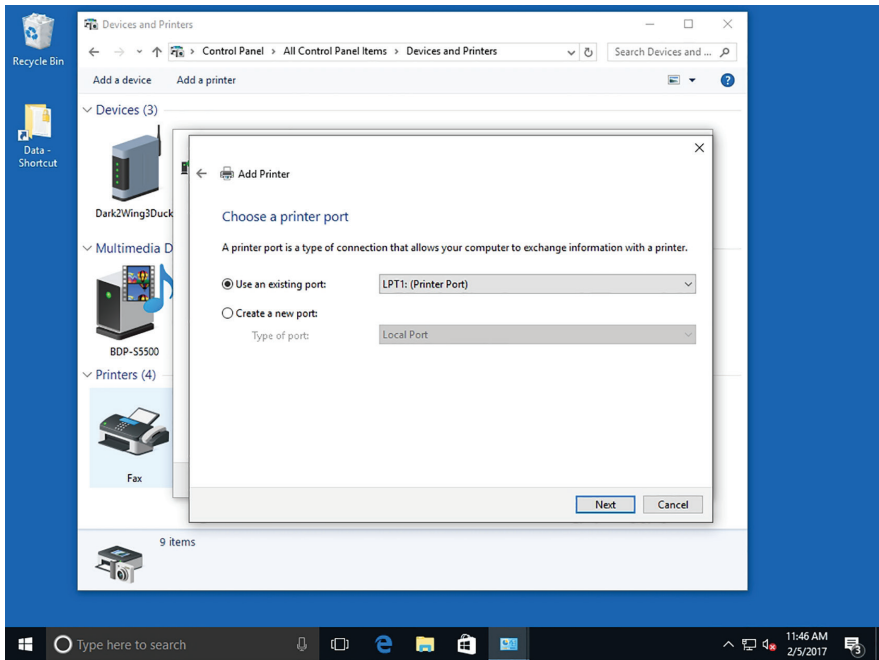 Recycle Bin
Data -
Shortcut
Devices and Printers
Control Panel > All Control Panel Items > Devices and Printers
Search Devices and ...
Add a device Add a printer
?
Devices (3)
Dark2Wing3Duck
Multimedia D
BDP-S5500
Printers (4)
Fax
Add Printer
Choose a printer port
A printer port is a type of connection that allows your computer to exchange information with a printer.
Use an existing port: LPT1: (Printer Port)
Create a new port:
Type of port: Local Port
Next Cancel
9 items
Type here to search
11:46 AM
2/5/2017
3